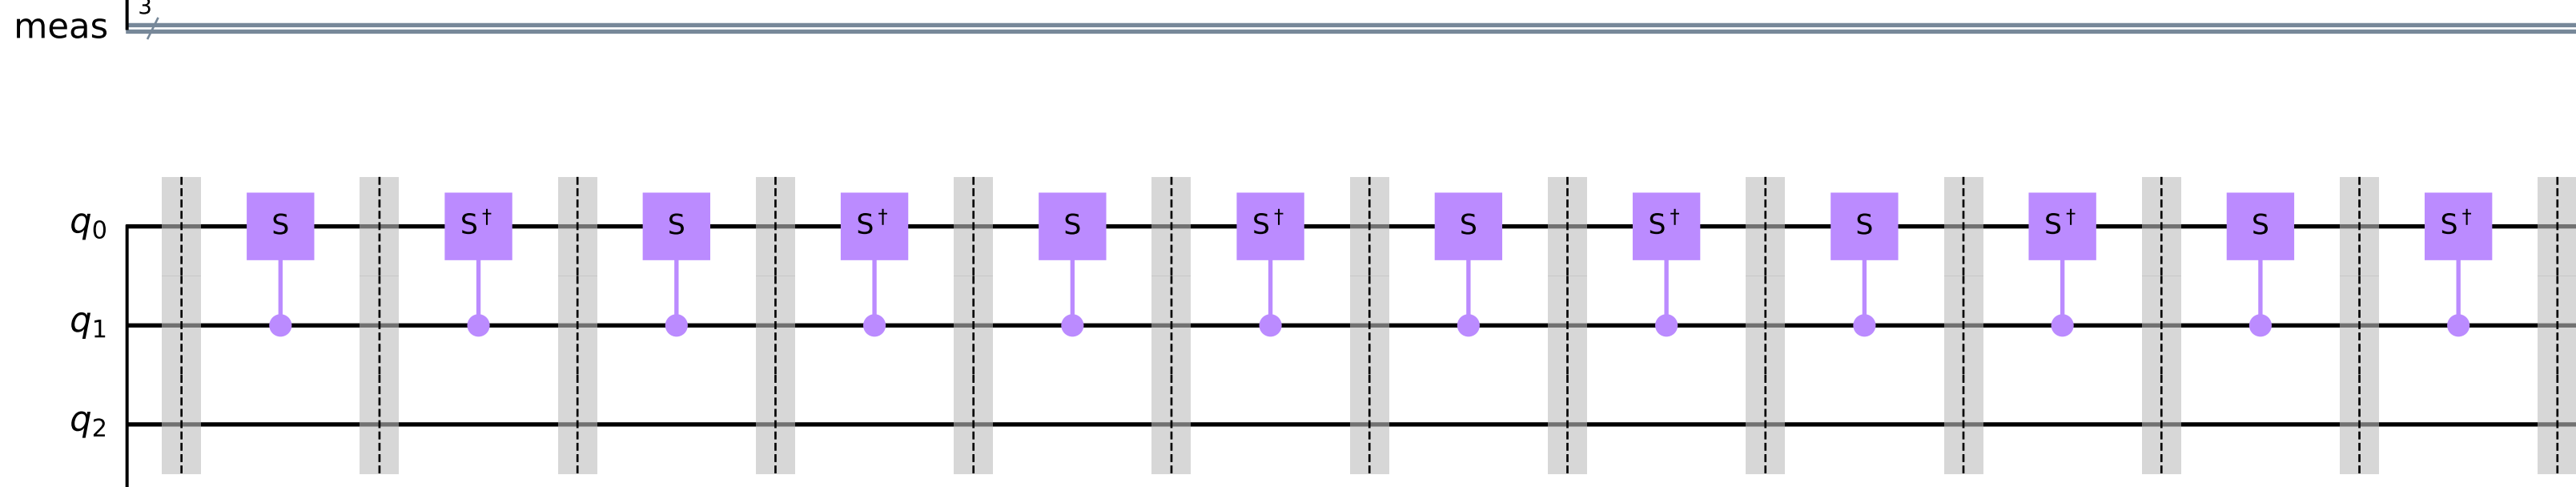 3
meas
q0 S S† S S† S S† S S† S S† S S†
q1
q2